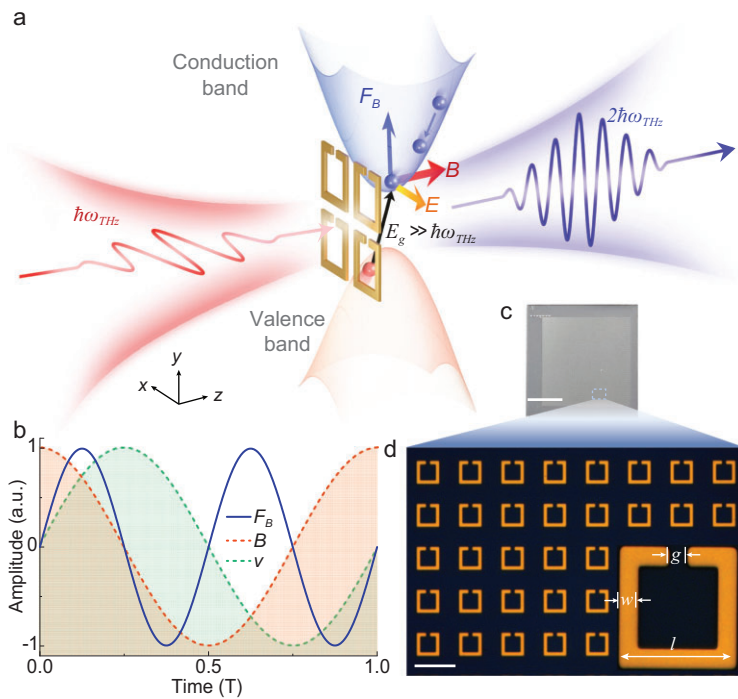 a
Conduction
band
F_B
2ħω_THz
B
E
ħω_THz
E_g ≫ ħω_THz
Valence
band
y
x
z
c
b
d
Amplitude (a.u.)
1
0
-1
F_B
B
v
0.0
0.5
1.0
Time (T)
g
w
l